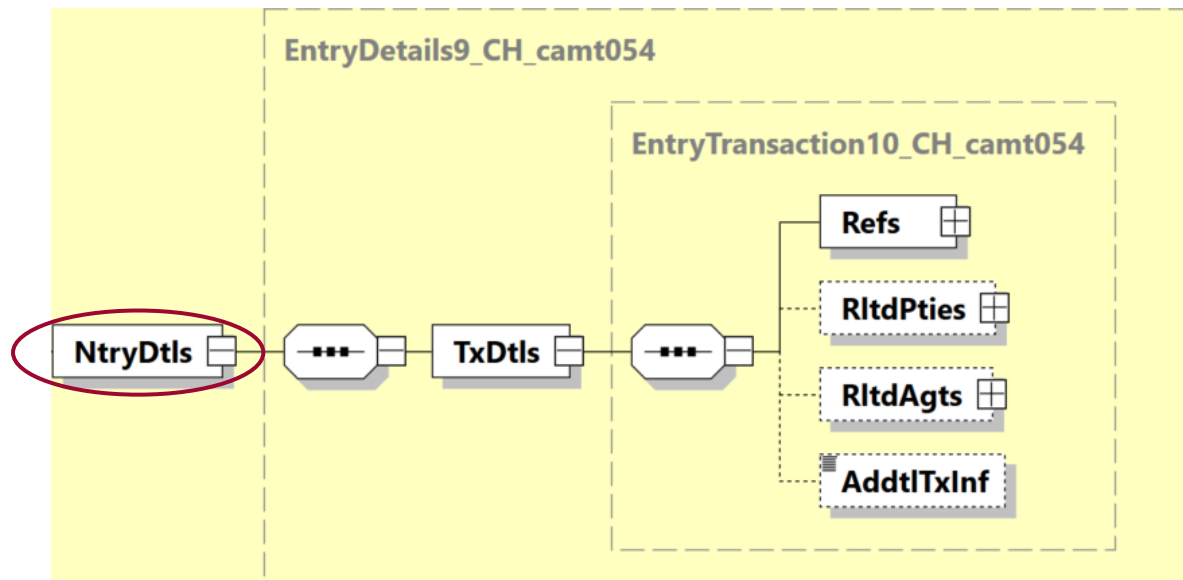 EntryDetails9_CH_camt054
EntryTransaction10_CH_camt054
Refs
RltdPties
NtryDtls
TxDtls
RltdAgts
AddtlTxInf